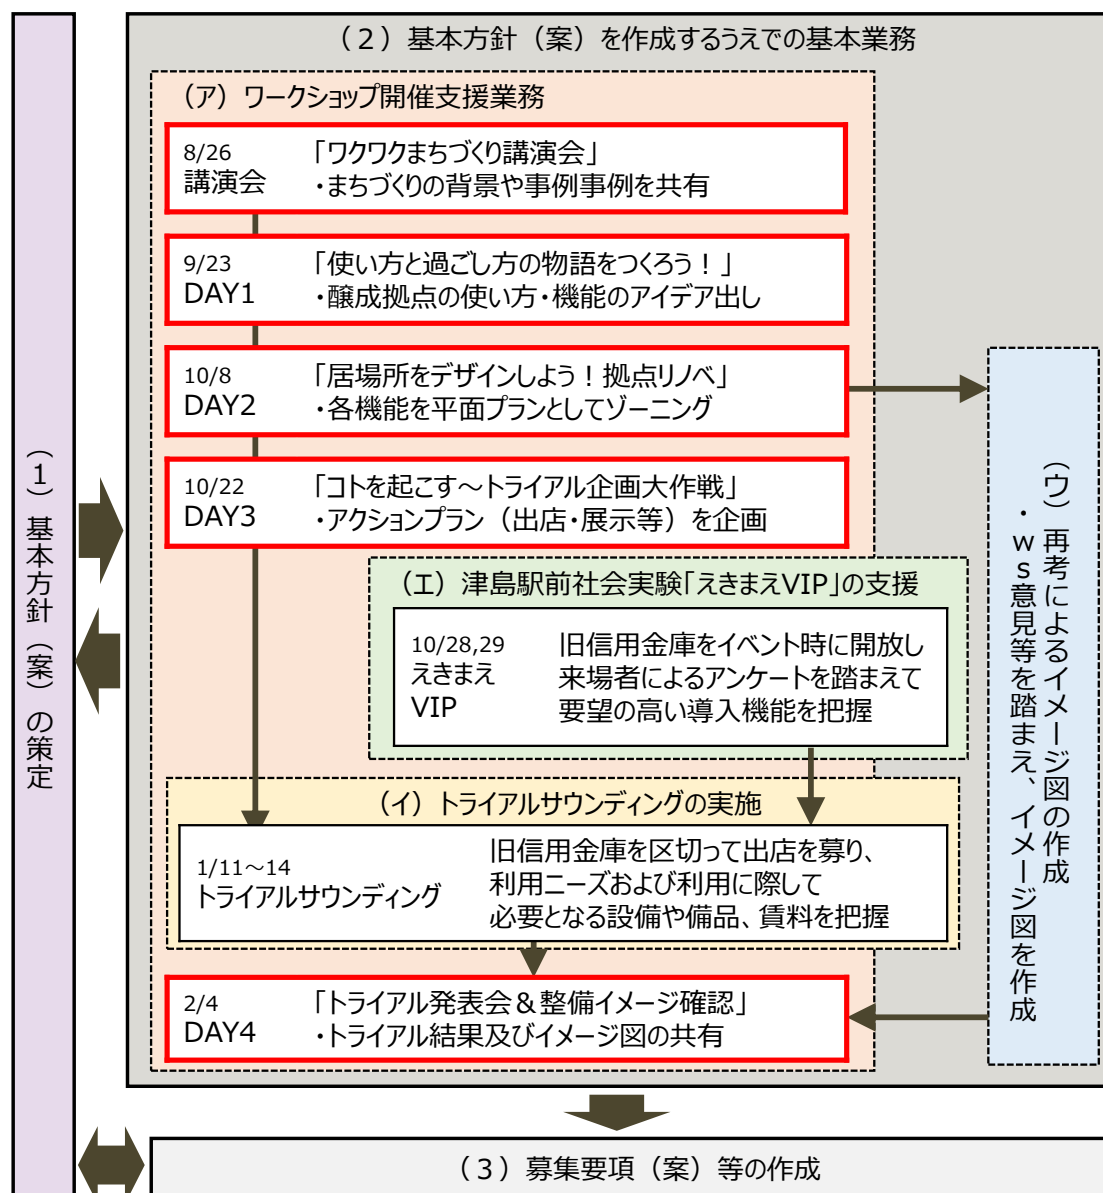 （２）基本方針（案）を作成するうえでの基本業務
（ア）ワークショップ開催支援業務
8/26
講演会
「ワクワクまちづくり講演会」
・まちづくりの背景や事例事例を共有
9/23
DAY1
「使い方と過ごし方の物語をつくろう！」
・醸成拠点の使い方・機能のアイデア出し
10/8
DAY2
「居場所をデザインしよう！拠点リノベ」
・各機能を平面プランとしてゾーニング
10/22
DAY3
「コトを起こす～トライアル企画大作戦」
・アクションプラン（出店・展示等）を企画
（エ）津島駅前社会実験「えきまえVIP」の支援
10/28,29
えきまえ
VIP
旧信用金庫をイベント時に開放し
来場者によるアンケートを踏まえて
要望の高い導入機能を把握
（イ）トライアルサウンディングの実施
1/11～14
トライアルサウンディング
旧信用金庫を区切って出店を募り、
利用ニーズおよび利用に際して
必要となる設備や備品、賃料を把握
2/4
DAY4
「トライアル発表会＆整備イメージ確認」
・トライアル結果及びイメージ図の共有
（ウ）再考によるイメージ図の作成
・ｗｓ意見等を踏まえ、イメージ図を作成
（１）基本方針（案）の策定
（３）募集要項（案）等の作成